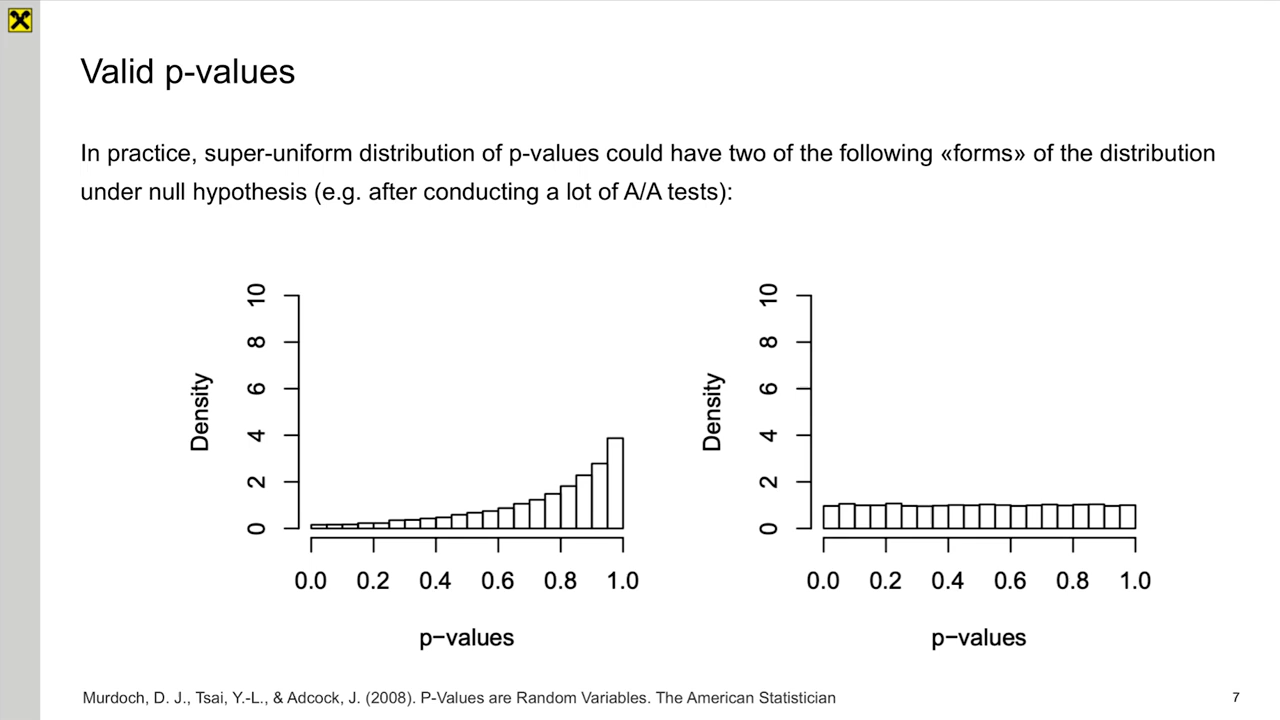 Valid p-values
In practice, super-uniform distribution of p-values could have two of the following «forms» of the distribution
under null hypothesis (e.g. after conducting a lot of A/A tests):
10
8
6
4
2
0
Density
0.0 0.2 0.4 0.6 0.8 1.0
p−values
10
8
6
4
2
0
Density
0.0 0.2 0.4 0.6 0.8 1.0
p−values
Murdoch, D. J., Tsai, Y.-L., & Adcock, J. (2008). P-Values are Random Variables. The American Statistician
7